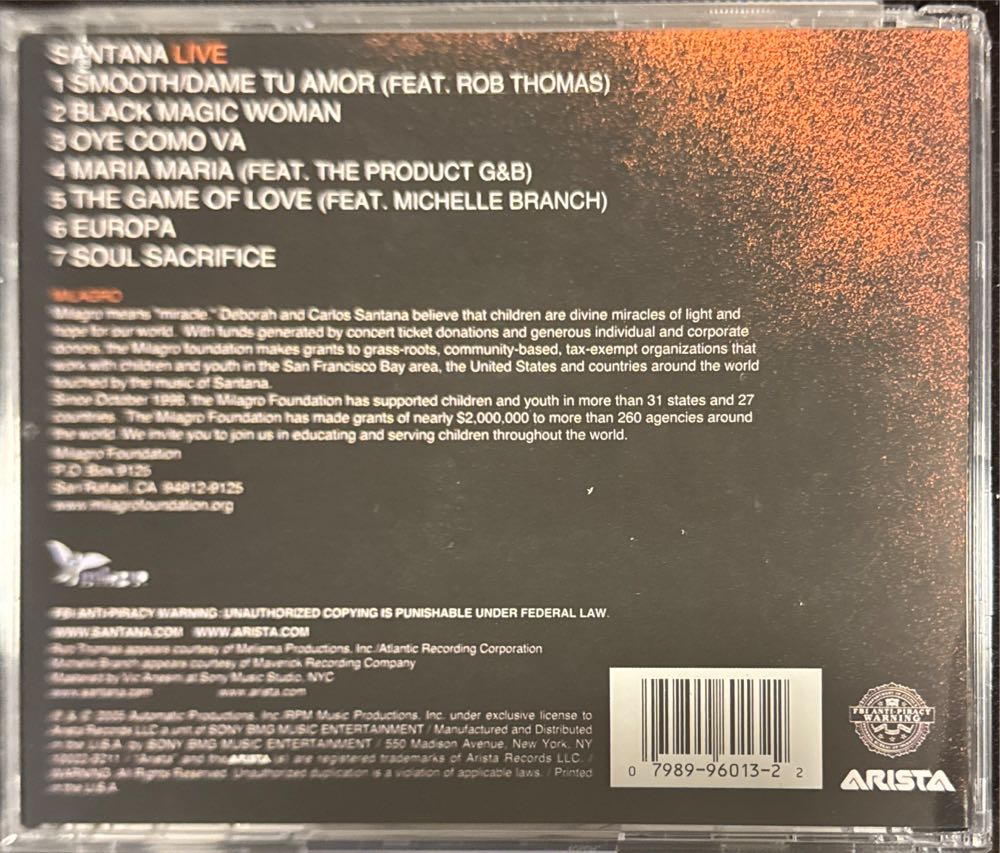 SANTANA LIVE
1 SMOOTH/DAME TU AMOR (FEAT. ROB THOMAS)
2 BLACK MAGIC WOMAN
3 OYE COMO VA
4 MARIA MARIA (FEAT. THE PRODUCT G&B)
5 THE GAME OF LOVE (FEAT. MICHELLE BRANCH)
6 EUROPA
7 SOUL SACRIFICE
MILAGRO
Milagro means "miracle." Deborah and Carlos Santana believe that children are divine miracles of light and
hope for our world. With funds generated by concert ticket donations and generous individual and corporate
donors, the Milagro foundation makes grants to grass-roots, community-based, tax-exempt organizations that
work with children and youth in the San Francisco Bay area, the United States and countries around the world
touched by the music of Santana.
Since October 1998, the Milagro Foundation has supported children and youth in more than 31 states and 27
countries. The Milagro Foundation has made grants of nearly $2,000,000 to more than 260 agencies around
the world. We invite you to join us in educating and serving children throughout the world.
Milagro Foundation
P.O. Box 9125
San Rafael, CA 94912-9125
www.milagrofoundation.org
FBI ANTI-PIRACY WARNING: UNAUTHORIZED COPYING IS PUNISHABLE UNDER FEDERAL LAW.
WWW.SANTANA.COM WWW.ARISTA.COM
Rob Thomas appears courtesy of Melisma Productions, Inc./Atlantic Recording Corporation
Michelle Branch appears courtesy of Maverick Recording Company
Mastered by Vic Anesini at Sony Music Studio, NYC
www.santana.com www.arista.com
℗ & © 2005 Productions, Inc./RPM Music Productions, Inc. under exclusive license to
LLC, a unit of SONY BMG MUSIC ENTERTAINMENT / Manufactured and Distributed
in the U.S.A. by SONY BMG MUSIC ENTERTAINMENT / 550 Madison Avenue, New York, NY
10022-3211 / "Arista" and the ARISTA are registered trademarks of Arista Records LLC. /
WARNING: All Rights Reserved. Unauthorized duplication is a violation of applicable laws. / Printed
in the U.S.A.
0 7989-96013-2 2
FBI ANTI-PIRACY
WARNING
ARISTA